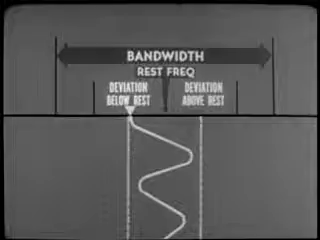 BANDWIDTH
REST FREQ
DEVIATION
BELOW REST
DEVIATION
ABOVE REST